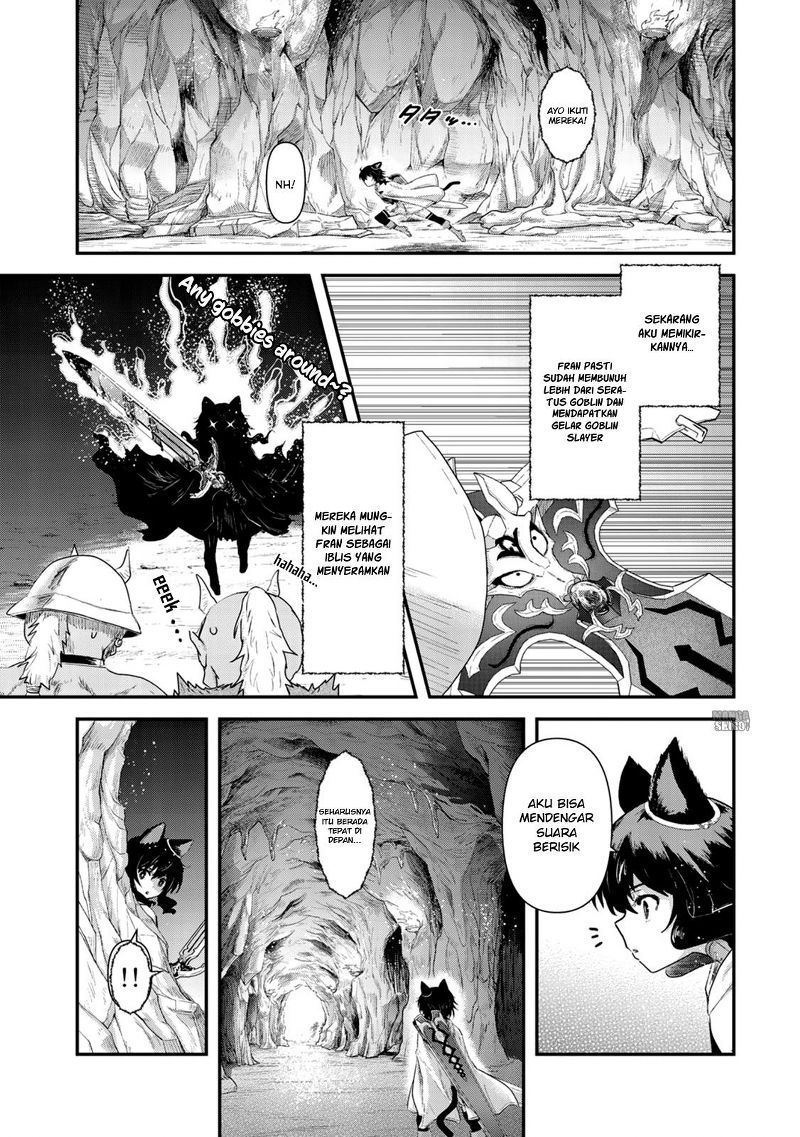 AYO IKUTI
MEREKA!
タタッ...
NH!
SEKARANG
AKU MEMIKIR-
KANNYA...
FRAN PASTI
SUDAH MEMBUNUH
LEBIH DARI SERA-
TUS GOBLIN DAN
MENDAPATKAN
GELAR GOBLIN
SLAYER
Any gobbies around~?
MEREKA MUNG-
KIN MELIHAT
FRAN SEBAGAI
IBLIS YANG
MENYERAMKAN
hahaha...
eeek...
MANGA
AKU BISA
MENDENGAR
SUARA
BERISIK
SEHARUSNYA
ITU BERADA
TEPAT DI
DEPAN...
!!